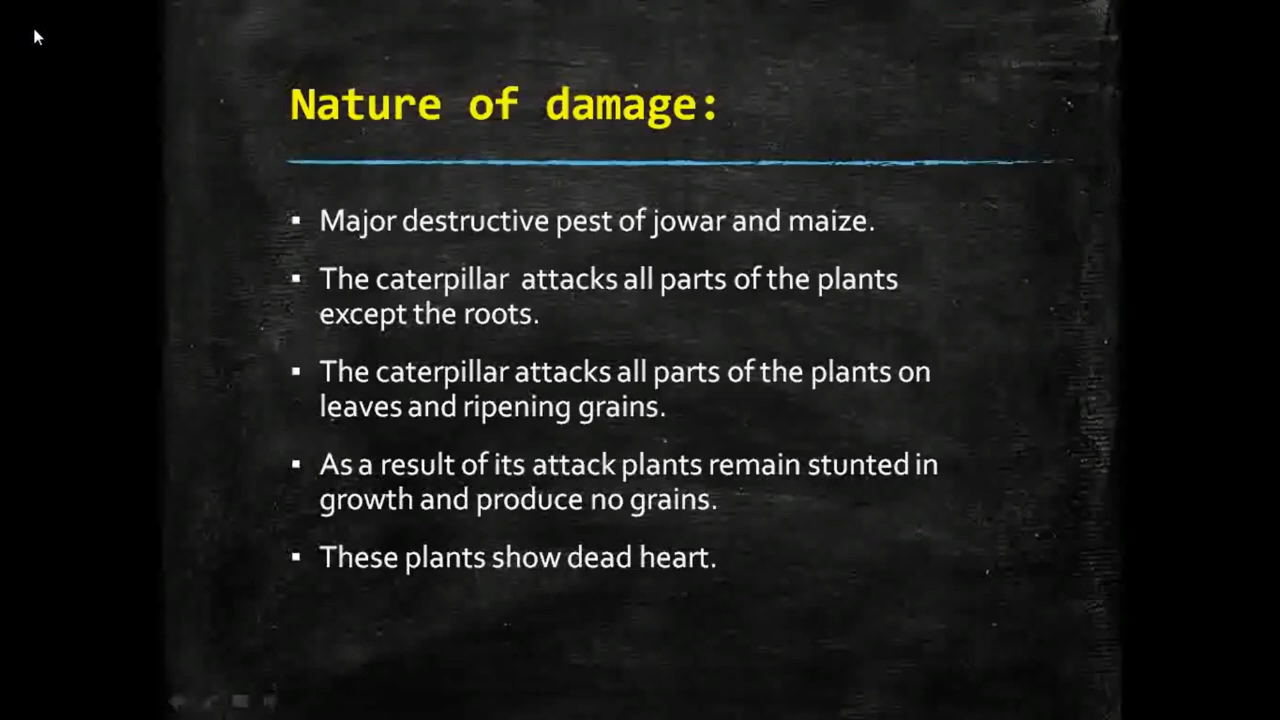 Nature of damage:
▪ Major destructive pest of jowar and maize.
▪ The caterpillar attacks all parts of the plants
except the roots.
▪ The caterpillar attacks all parts of the plants on
leaves and ripening grains.
▪ As a result of its attack plants remain stunted in
growth and produce no grains.
▪ These plants show dead heart.